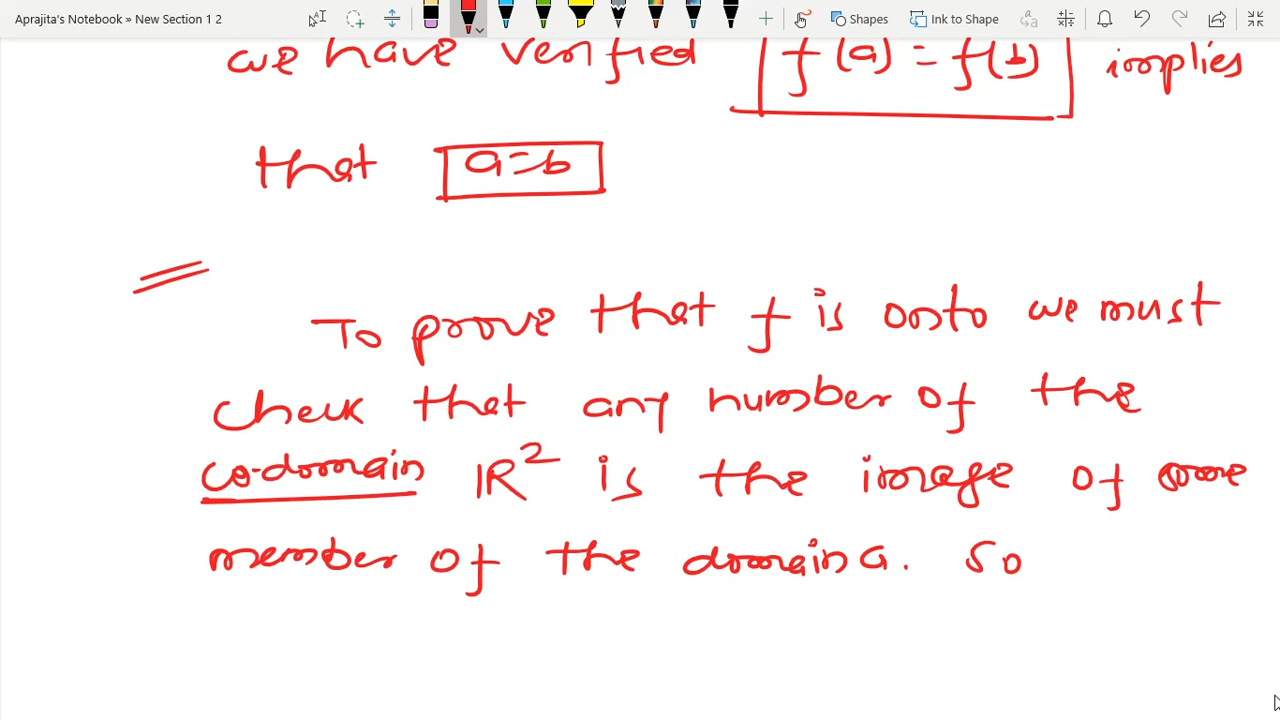 Aprajita's Notebook » New Section 1 2
Shapes
Ink to Shape
we have verified f(a) = f(b) implies
that a=b
To prove that f is onto we must
check that any number of the
co-domain ℝ² is the image of some
member of the domain G. So